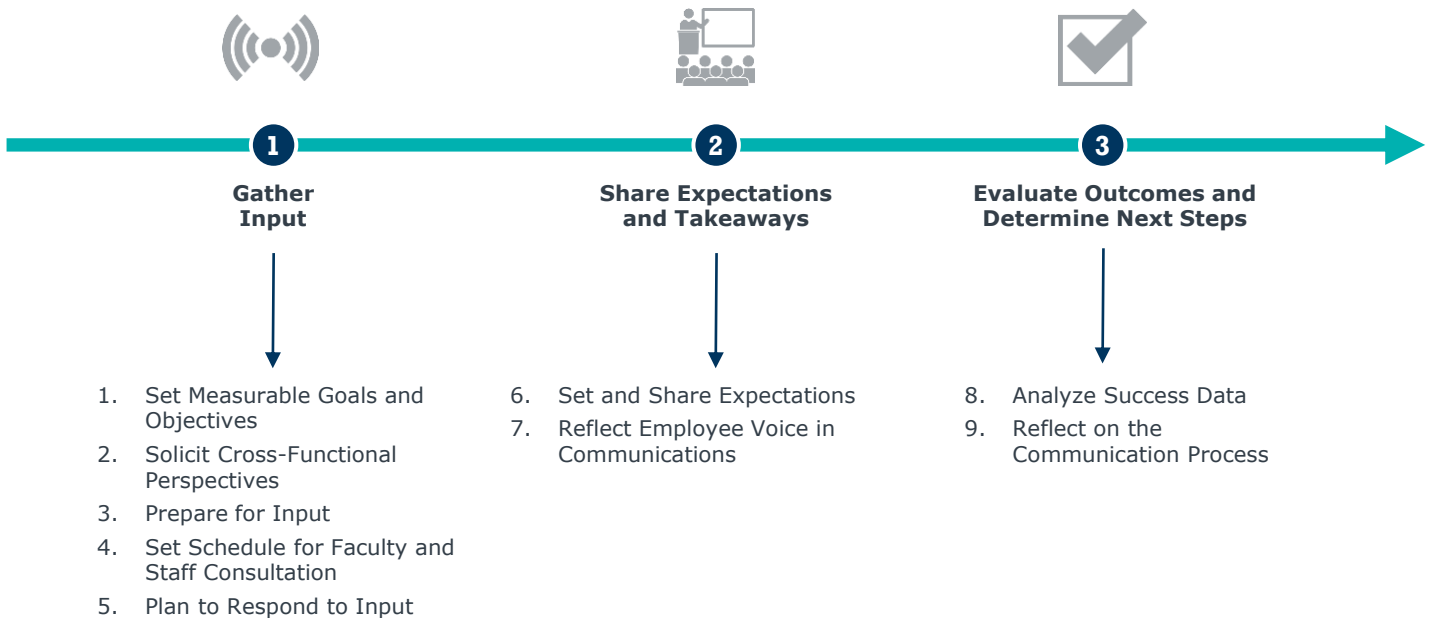 1
Gather
Input
1. Set Measurable Goals and
Objectives
2. Solicit Cross-Functional
Perspectives
3. Prepare for Input
4. Set Schedule for Faculty and
Staff Consultation
5. Plan to Respond to Input
2
Share Expectations
and Takeaways
6. Set and Share Expectations
7. Reflect Employee Voice in
Communications
3
Evaluate Outcomes and
Determine Next Steps
8. Analyze Success Data
9. Reflect on the
Communication Process